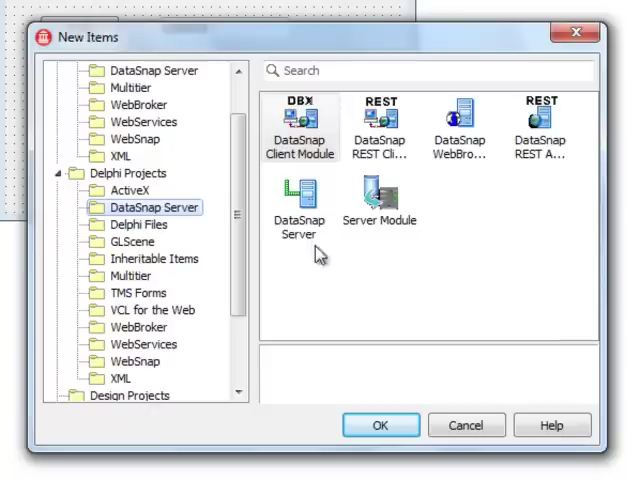 New Items
DataSnap Server
Multitier
WebBroker
WebServices
WebSnap
XML
Delphi Projects
ActiveX
DataSnap Server
Delphi Files
GLScene
Inheritable Items
Multitier
TMS Forms
VCL for the Web
WebBroker
WebServices
WebSnap
XML
Design Projects
Search
DBX
DataSnap
Client Module
REST
DataSnap
REST Cli...
DataSnap
WebBro...
REST
DataSnap
REST A...
DataSnap
Server
Server Module
OK
Cancel
Help